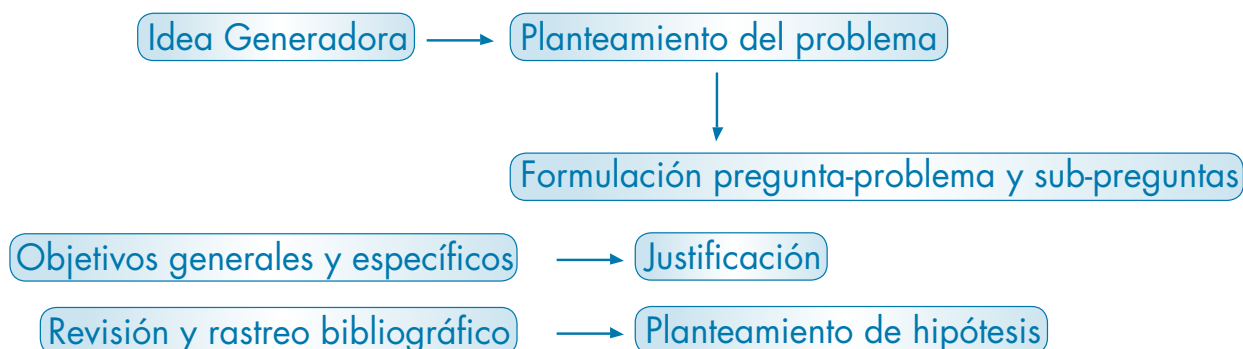 Idea Generadora
Planteamiento del problema
Formulación pregunta-problema y sub-preguntas
Objetivos generales y específicos
Justificación
Revisión y rastreo bibliográfico
Planteamiento de hipótesis